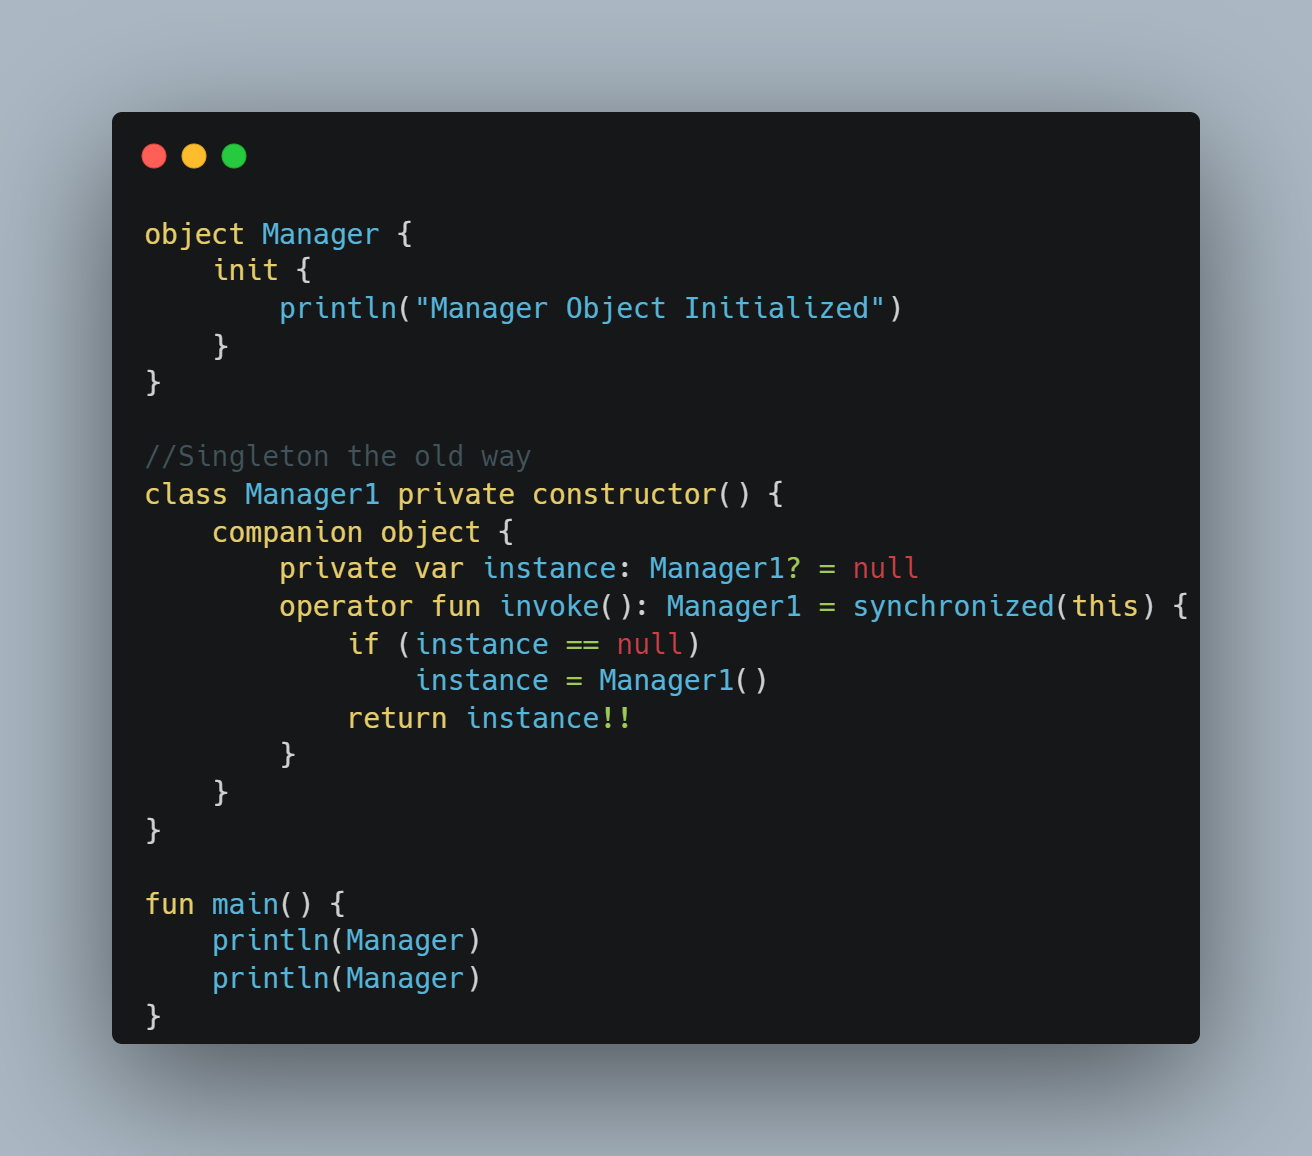 object Manager {
    init {
        println("Manager Object Initialized")
    }
}

//Singleton the old way
class Manager1 private constructor() {
    companion object {
        private var instance: Manager1? = null
        operator fun invoke(): Manager1 = synchronized(this) {
            if (instance == null)
                instance = Manager1()
            return instance!!
        }
    }
}

fun main() {
    println(Manager)
    println(Manager)
}